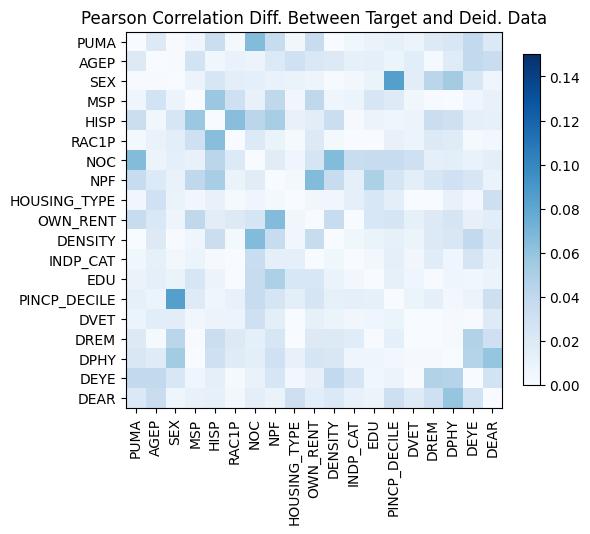 Pearson Correlation Diff. Between Target and Deid. Data
PUMA
AGEP
SEX
MSP
HISP
RAC1P
NOC
NPF
HOUSING_TYPE
OWN_RENT
DENSITY
INDP_CAT
EDU
PINCP_DECILE
DVET
DREM
DPHY
DEYE
DEAR
PUMA
AGEP
SEX
MSP
HISP
RAC1P
NOC
NPF
HOUSING_TYPE
OWN_RENT
DENSITY
INDP_CAT
EDU
PINCP_DECILE
DVET
DREM
DPHY
DEYE
DEAR
0.14
0.12
0.10
0.08
0.06
0.04
0.02
0.00